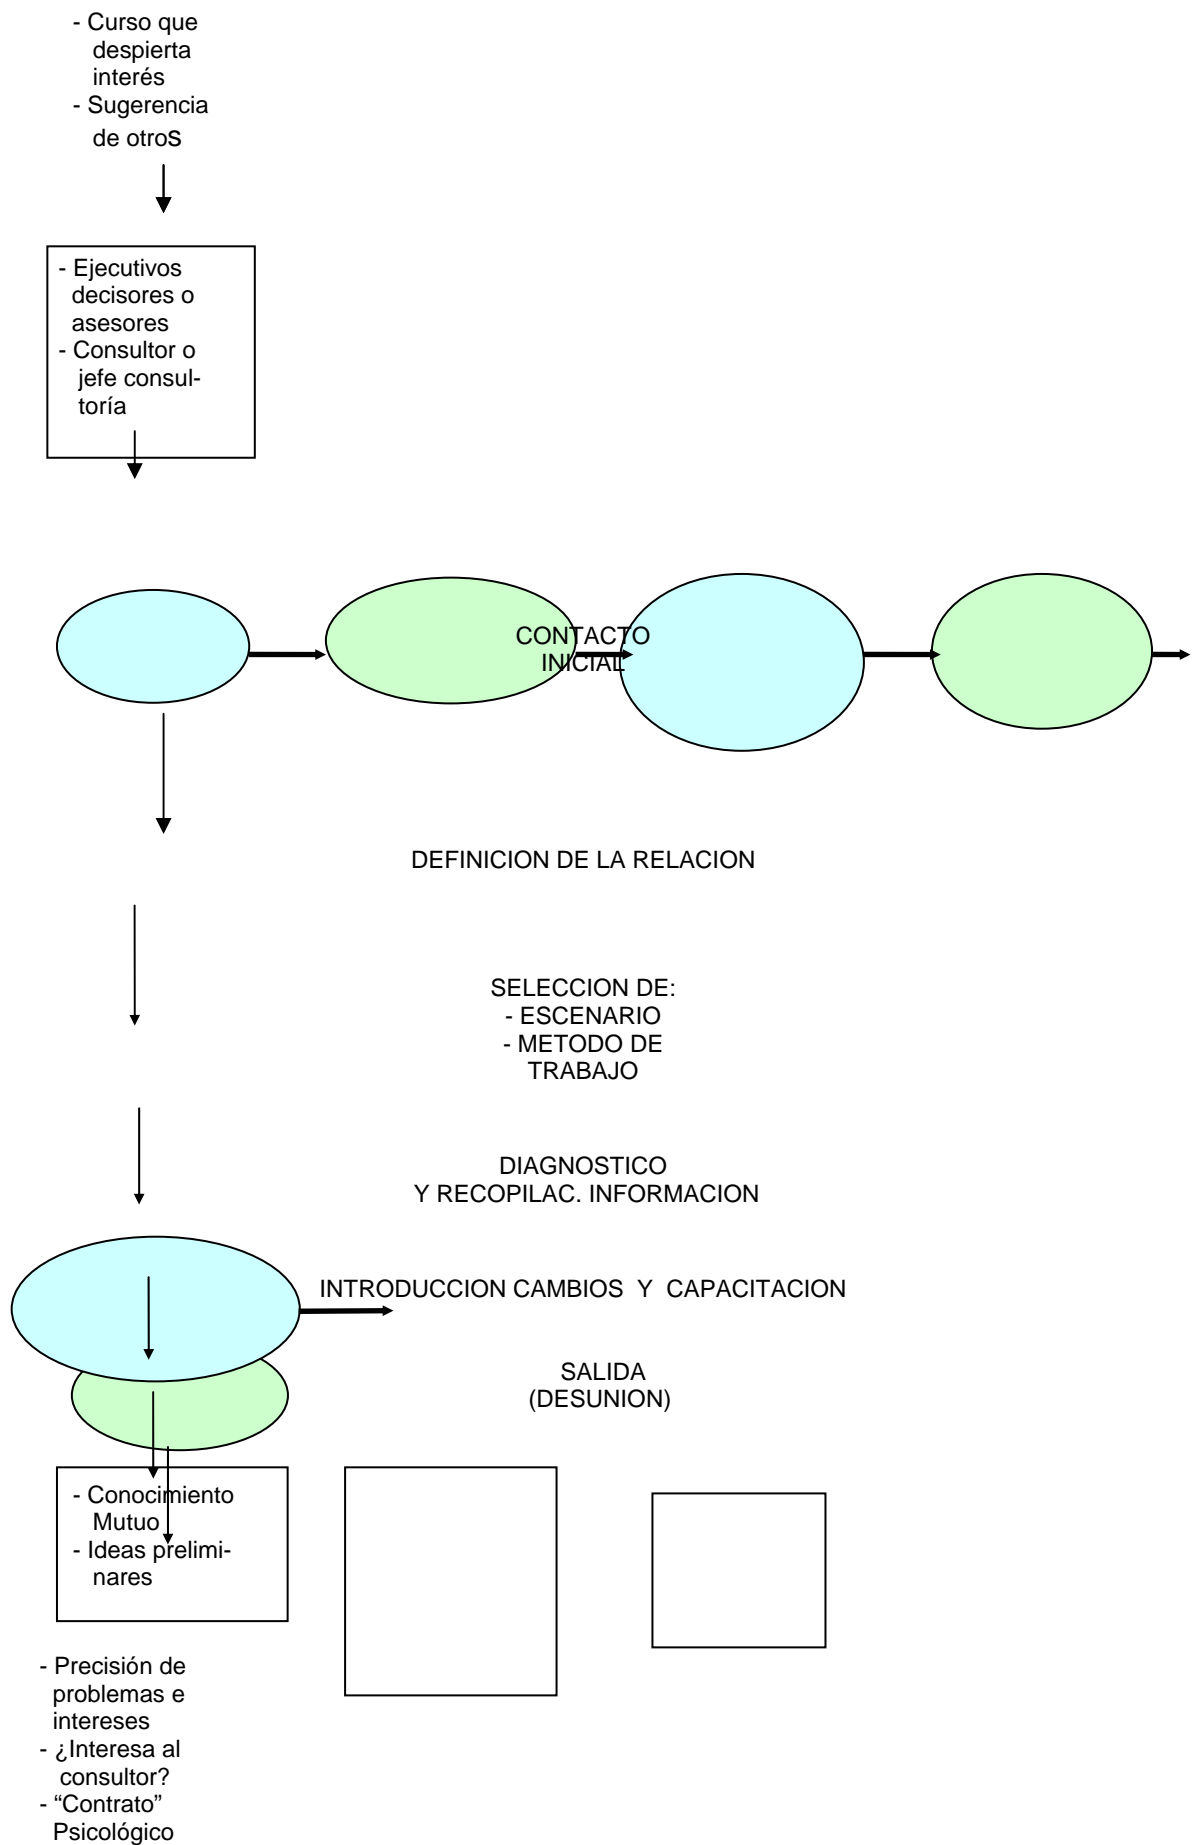 - Curso que
despierta
interés
- Sugerencia
de otros
- Ejecutivos
decisores o
asesores
- Consultor o
jefe consul-
toría
CONTACTO
INICIAL
DEFINICION DE LA RELACION
SELECCION DE:
- ESCENARIO
- METODO DE
TRABAJO
DIAGNOSTICO
Y RECOPILAC. INFORMACION
INTRODUCCION CAMBIOS Y CAPACITACION
SALIDA
(DESUNION)
- Conocimiento
Mutuo
- Ideas prelimi-
nares
- Precisión de
problemas e
intereses
- ¿Interesa al
consultor?
- “Contrato”
Psicológico